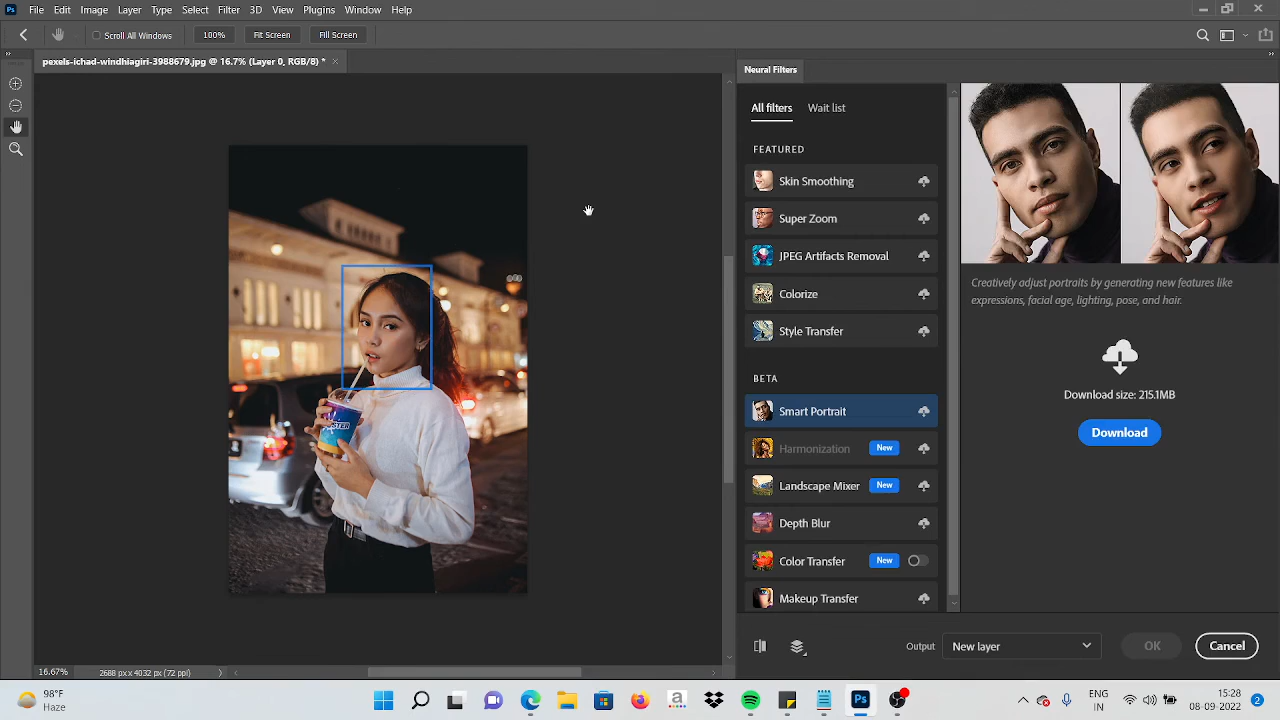 Ps File Edit Image Layer Type Select Filter 3D View Plugins Window Help
Scroll All Windows 100% Fit Screen Fill Screen
pexels-ichad-windhiagiri-3988679.jpg @ 16.7% (Layer 0, RGB/8) *
Neural Filters
All filters Wait list
FEATURED
Skin Smoothing
Super Zoom
JPEG Artifacts Removal
Colorize
Style Transfer
BETA
Smart Portrait
Harmonization New
Landscape Mixer New
Depth Blur
Color Transfer New
Makeup Transfer
Creatively adjust portraits by generating new features like
expressions, facial age, lighting, pose, and hair.
Download size: 215.1MB
Download
Output New layer OK Cancel
16.67% 2688 px x 4032 px (72 ppi)
98°F
Haze
a
Ps
ENG
IN
15:28
08-09-2022
2